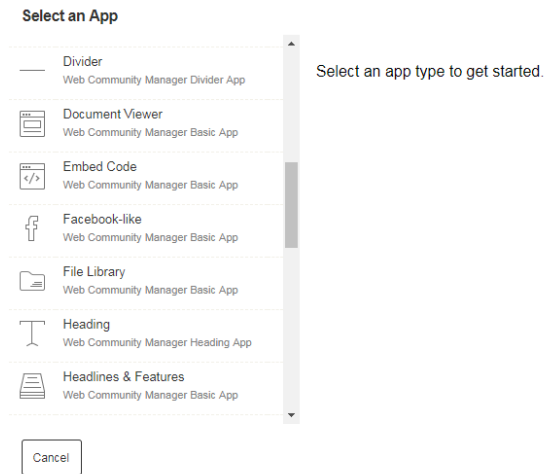 Select an App
Divider
Web Community Manager Divider App
Select an app type to get started.
Document Viewer
Web Community Manager Basic App
Embed Code
Web Community Manager Basic App
Facebook-like
Web Community Manager Basic App
File Library
Web Community Manager Basic App
Heading
Web Community Manager Heading App
Headlines & Features
Web Community Manager Basic App
Cancel